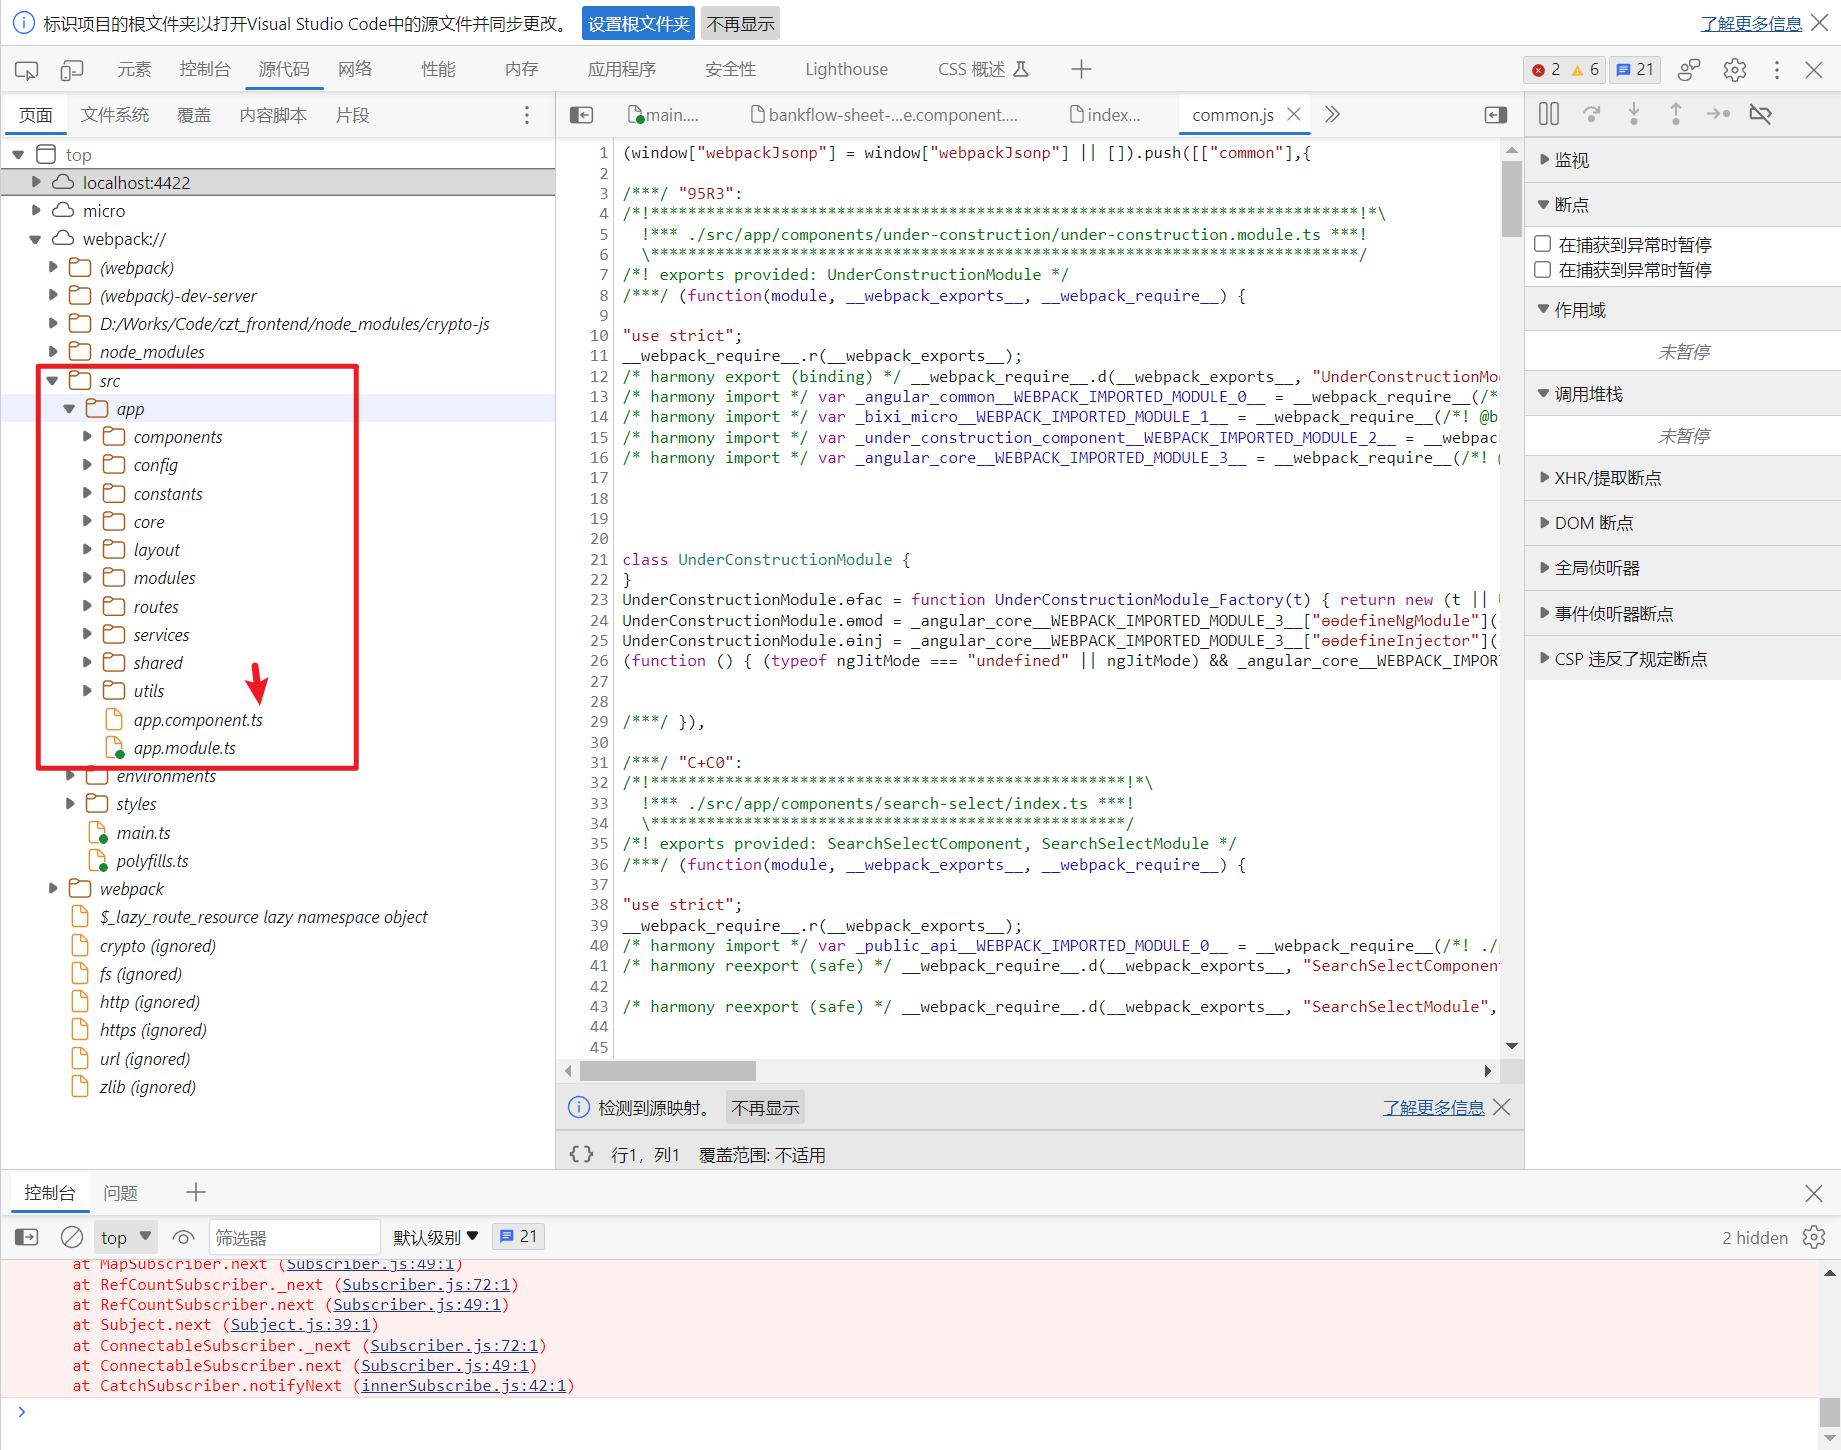 标识项目的根文件夹以打开Visual Studio Code中的源文件并同步更改。 设置根文件夹 不再显示 了解更多信息
元素 控制台 源代码 网络 性能 内存 应用程序 安全性 Lighthouse CSS 概述 2 6 21
页面 文件系统 覆盖 内容脚本 片段
top
localhost:4422
micro
webpack://
(webpack)
(webpack)-dev-server
D:/Works/Code/czt_frontend/node_modules/crypto-js
node_modules
src
app
components
config
constants
core
layout
modules
routes
services
shared
utils
app.component.ts
app.module.ts
environments
styles
main.ts
polyfills.ts
webpack
$_lazy_route_resource lazy namespace object
crypto (ignored)
fs (ignored)
http (ignored)
https (ignored)
url (ignored)
zlib (ignored)
main.... bankflow-sheet-...e.component.... index... common.js
1 (window["webpackJsonp"] = window["webpackJsonp"] || []).push([["common"],{
2
3 /***/ "95R3":
4 /*!****************************************************************************!*\
5 !*** ./src/app/components/under-construction/under-construction.module.ts ***!
6 \****************************************************************************/
7 /*! exports provided: UnderConstructionModule */
8 /***/ (function(module, __webpack_exports__, __webpack_require__) {
9
10 "use strict";
11 __webpack_require__.r(__webpack_exports__);
12 /* harmony export (binding) */ __webpack_require__.d(__webpack_exports__, "UnderConstructionMo
13 /* harmony import */ var _angular_common__WEBPACK_IMPORTED_MODULE_0__ = __webpack_require__(/*
14 /* harmony import */ var _bixi_micro__WEBPACK_IMPORTED_MODULE_1__ = __webpack_require__(/*! @b
15 /* harmony import */ var _under_construction_component__WEBPACK_IMPORTED_MODULE_2__ = __webpac
16 /* harmony import */ var _angular_core__WEBPACK_IMPORTED_MODULE_3__ = __webpack_require__(/*!
17
18
19
20
21 class UnderConstructionModule {
22 }
23 UnderConstructionModule.ɵfac = function UnderConstructionModule_Factory(t) { return new (t ||
24 UnderConstructionModule.ɵmod = _angular_core__WEBPACK_IMPORTED_MODULE_3__["ɵɵdefineNgModule"](
25 UnderConstructionModule.ɵinj = _angular_core__WEBPACK_IMPORTED_MODULE_3__["ɵɵdefineInjector"](
26 (function () { (typeof ngJitMode === "undefined" || ngJitMode) && _angular_core__WEBPACK_IMPOR
27
28
29 /***/ }),
30
31 /***/ "C+C0":
32 /*!***************************************************!*\
33 !*** ./src/app/components/search-select/index.ts ***!
34 \***************************************************/
35 /*! exports provided: SearchSelectComponent, SearchSelectModule */
36 /***/ (function(module, __webpack_exports__, __webpack_require__) {
37
38 "use strict";
39 __webpack_require__.r(__webpack_exports__);
40 /* harmony import */ var _public_api__WEBPACK_IMPORTED_MODULE_0__ = __webpack_require__(/*! ./
41 /* harmony reexport (safe) */ __webpack_require__.d(__webpack_exports__, "SearchSelectComponen
42
43 /* harmony reexport (safe) */ __webpack_require__.d(__webpack_exports__, "SearchSelectModule",
44
45
检测到源映射。 不再显示 了解更多信息
{} 行1，列1 覆盖范围: 不适用
监视
断点
在捕获到异常时暂停
在捕获到异常时暂停
作用域
未暂停
调用堆栈
未暂停
XHR/提取断点
DOM 断点
全局侦听器
事件侦听器断点
CSP 违反了规定断点
控制台 问题
top 筛选器 默认级别 21 2 hidden
at MapSubscriber.next (Subscriber.js:49:1)
at RefCountSubscriber._next (Subscriber.js:72:1)
at RefCountSubscriber.next (Subscriber.js:49:1)
at Subject.next (Subject.js:39:1)
at ConnectableSubscriber._next (Subscriber.js:72:1)
at ConnectableSubscriber.next (Subscriber.js:49:1)
at CatchSubscriber.notifyNext (innerSubscribe.js:42:1)